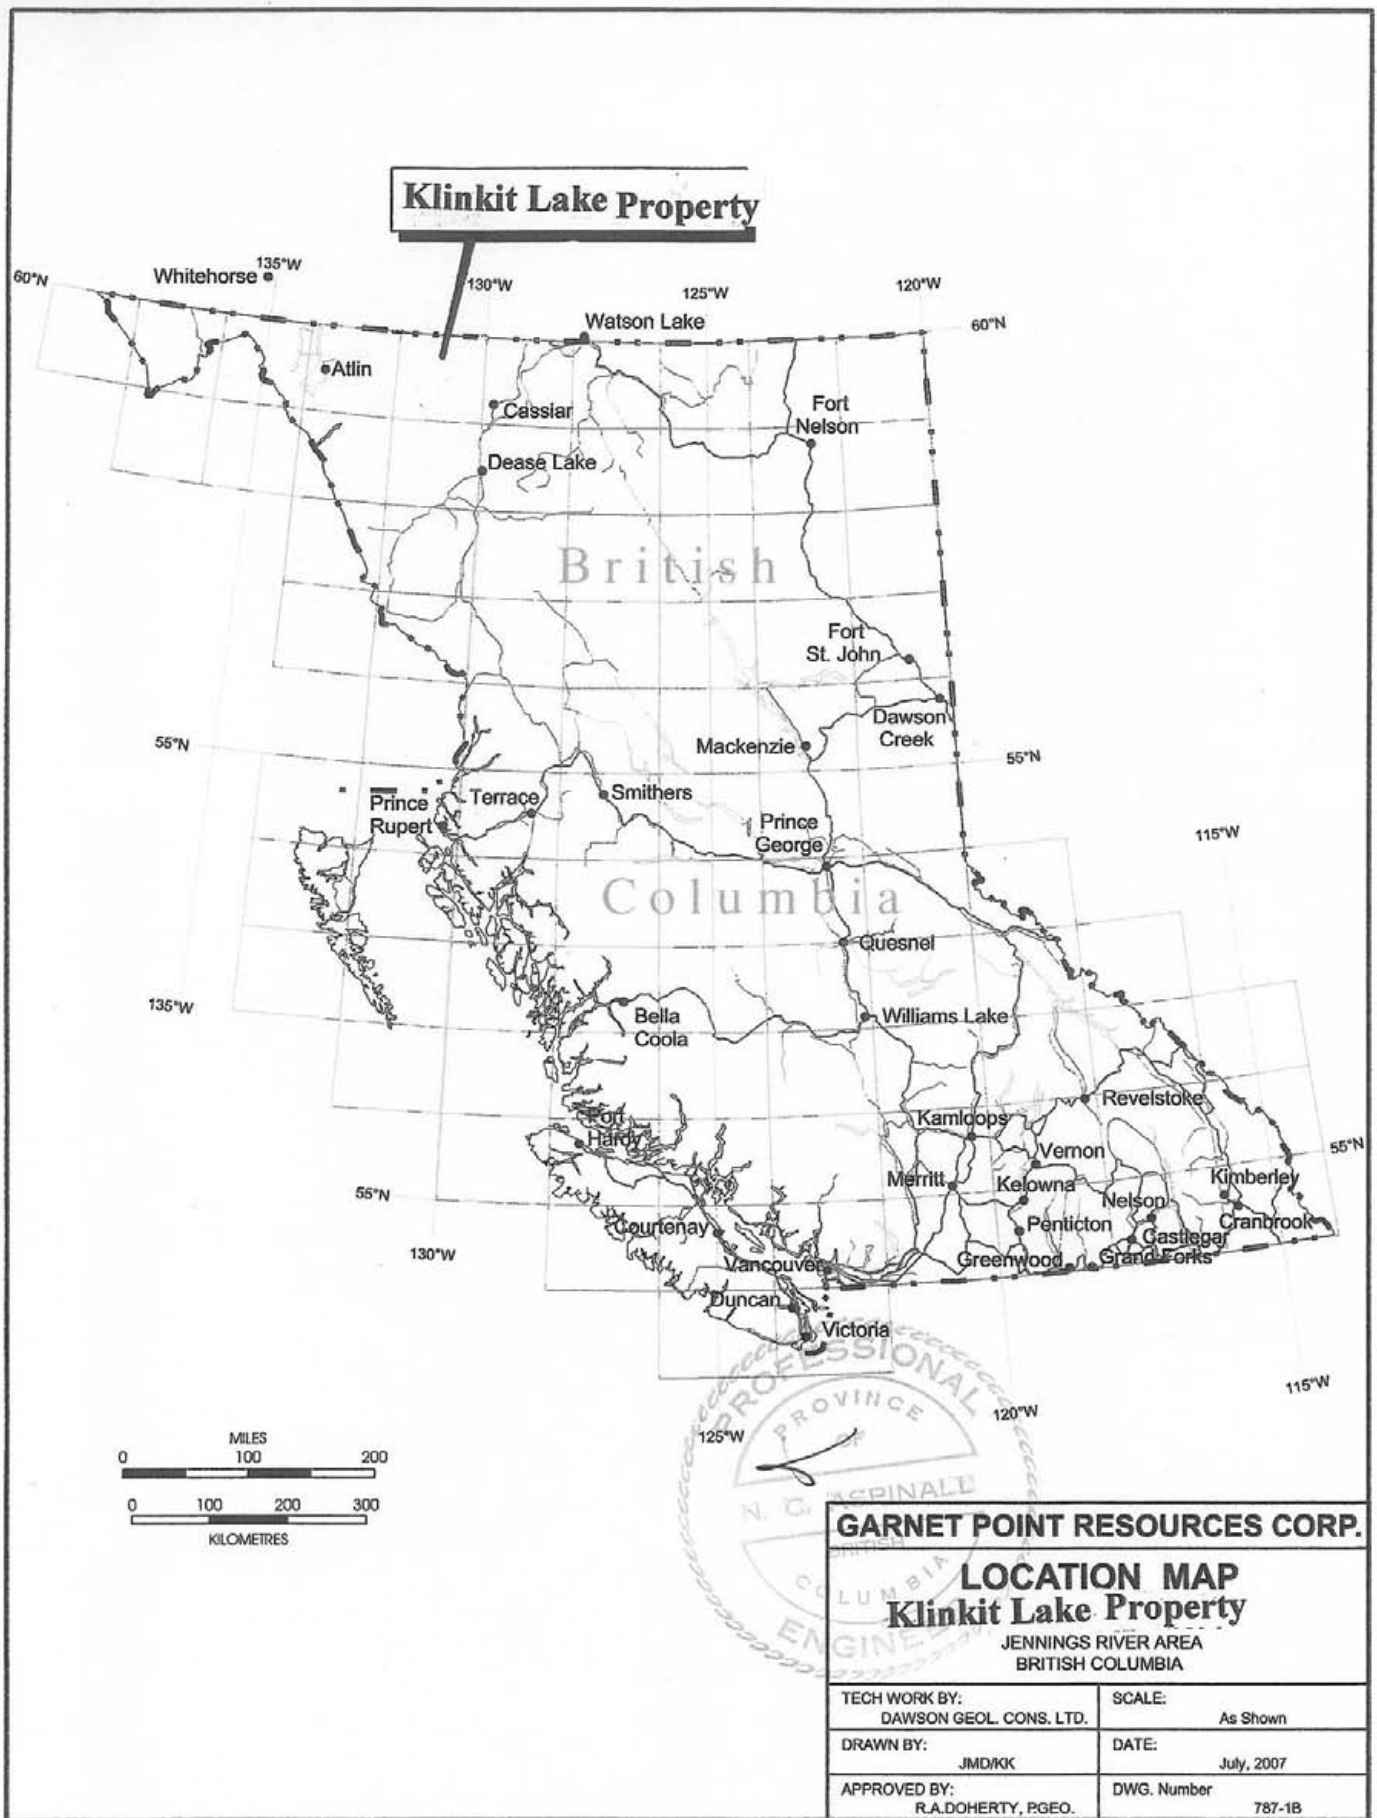 Klinkit Lake Property
60°N
Whitehorse
135°W
130°W
125°W
120°W
Watson Lake
60°N
Atlin
Cassiar
Fort
Nelson
Dease Lake
British
Fort
St. John
55°N
Mackenzie
Dawson
Creek
55°N
Prince
Rupert
Terrace
Smithers
Prince
George
115°W
Columbia
Quesnel
135°W
Bella
Coola
Williams Lake
Revelstoke
Port
Hardy
Kamloops
Vernon
55°N
55°N
Merritt
Kelowna
Nelson
Kimberley
Cranbrook
Courtenay
Penticton
Castlegar
130°W
Vancouver
Greenwood
Grand Forks
Duncan
Victoria
PROFESSIONAL
PROVINCE
OF
N. C. ASPINALL
BRITISH
COLUMBIA
ENGINEER
125°W
120°W
115°W
MILES
0 100 200
0 100 200 300
KILOMETRES
GARNET POINT RESOURCES CORP.
LOCATION MAP
Klinkit Lake Property
JENNINGS RIVER AREA
BRITISH COLUMBIA
TECH WORK BY:
DAWSON GEOL. CONS. LTD.
SCALE:
As Shown
DRAWN BY:
JMD/KK
DATE:
July, 2007
APPROVED BY:
R.A.DOHERTY, P.GEO.
DWG. Number
787-1B